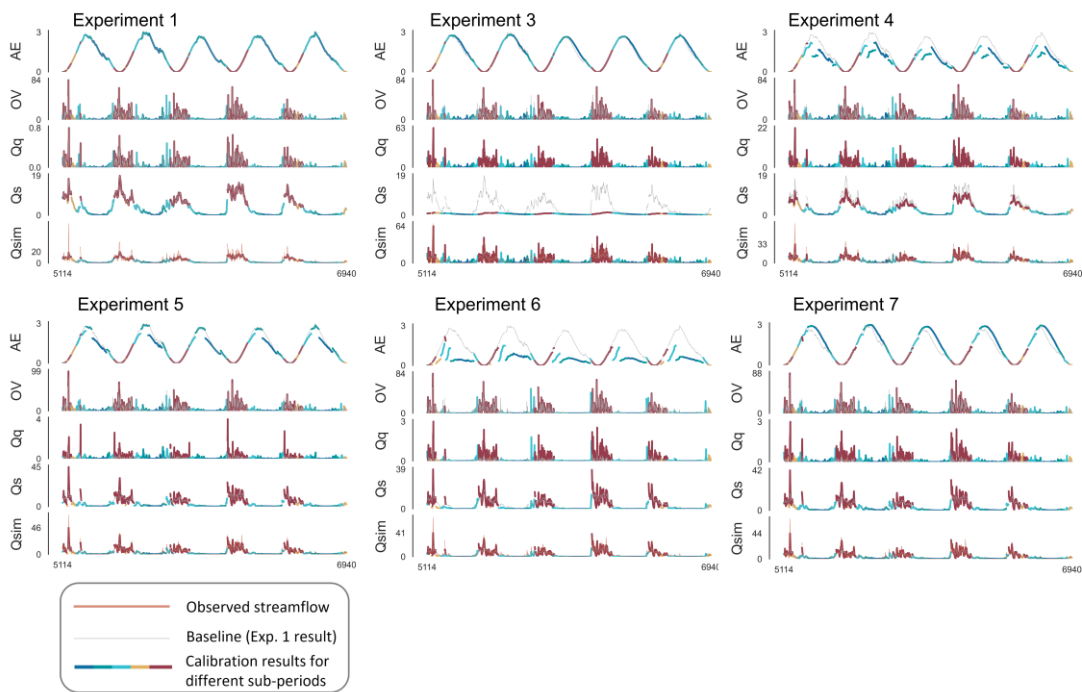 Experiment 1
AE
3
0
OV
84
0
Qq
0.8
0.0
Qs
19
0
Qsim
20
0
5114
6940
Experiment 3
AE
3
0
OV
84
0
Qq
63
0
Qs
19
0
Qsim
64
0
5114
6940
Experiment 4
AE
3
0
OV
84
0
Qq
22
0
Qs
19
0
Qsim
33
0
5114
6940
Experiment 5
AE
3
0
OV
99
0
Qq
4
0
Qs
45
0
Qsim
46
0
5114
6940
Experiment 6
AE
3
0
OV
84
0
Qq
3
0
Qs
39
0
Qsim
41
0
5114
6940
Experiment 7
AE
3
0
OV
88
0
Qq
3
0
Qs
42
0
Qsim
44
0
5114
6940
Observed streamflow
Baseline (Exp. 1 result)
Calibration results for
different sub-periods